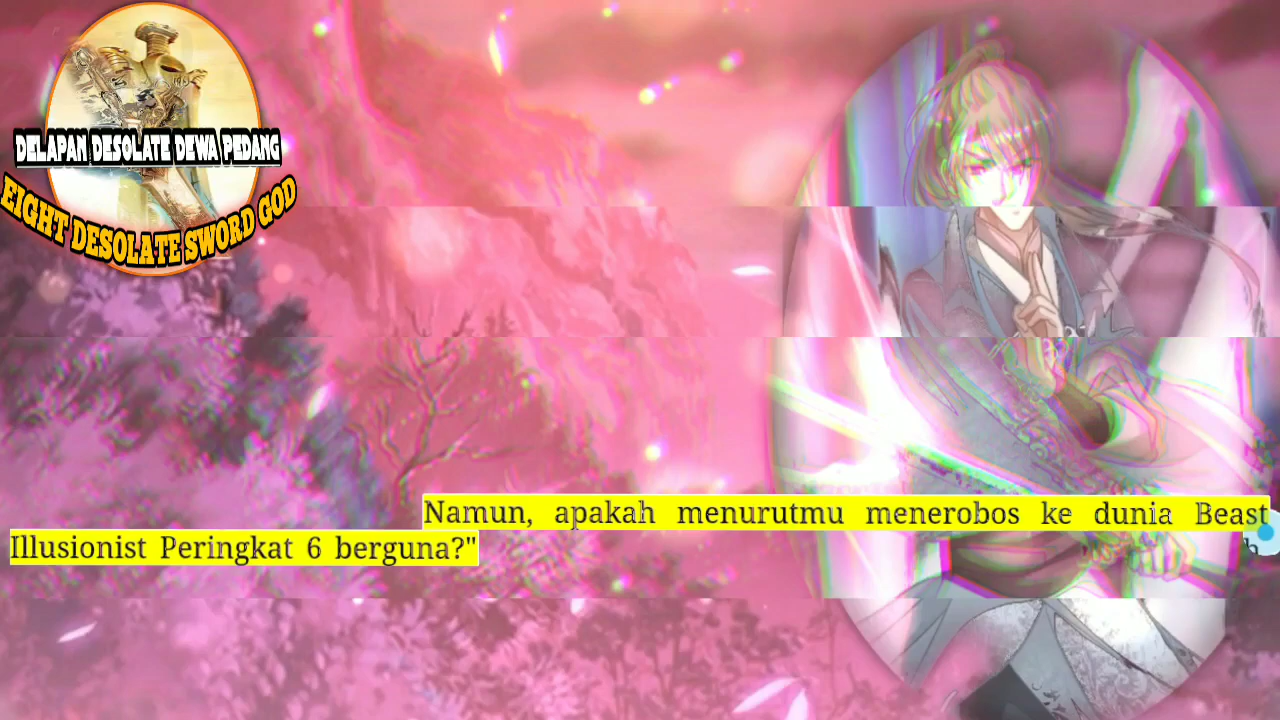 DELAPAN DESOLATE DEWA PEDANG
EIGHT DESOLATE SWORD GOD
Namun, apakah menurutmu menerobos ke dunia Beast
Illusionist Peringkat 6 berguna?"